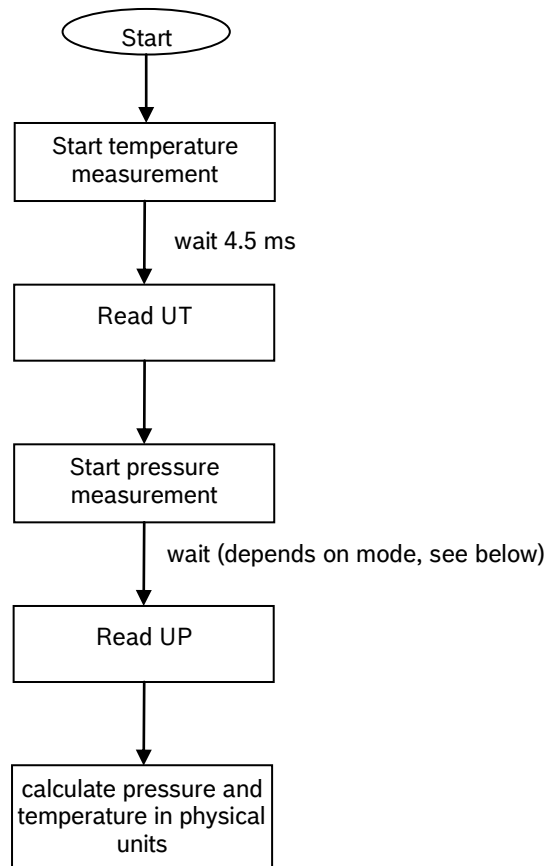 Start
Start temperature
measurement
wait 4.5 ms
Read UT
Start pressure
measurement
wait (depends on mode, see below)
Read UP
calculate pressure and
temperature in physical
units